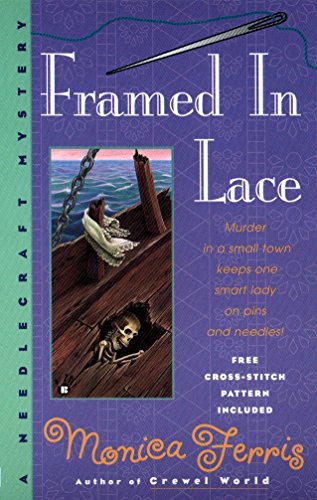 A NEEDLECRAFT MYSTERY
Framed In
Lace
Murder
in a small town
keeps one
smart lady
on pins
and needles!
FREE
CROSS-STITCH
PATTERN
INCLUDED
B
Monica Ferris
Author of Crewel World